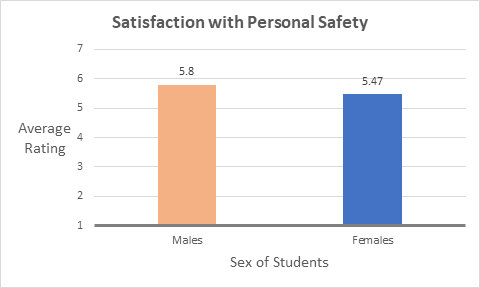 Satisfaction with Personal Safety
7
6
5
4
3
2
1
Average
Rating
5.8
5.47
Males
Females
Sex of Students